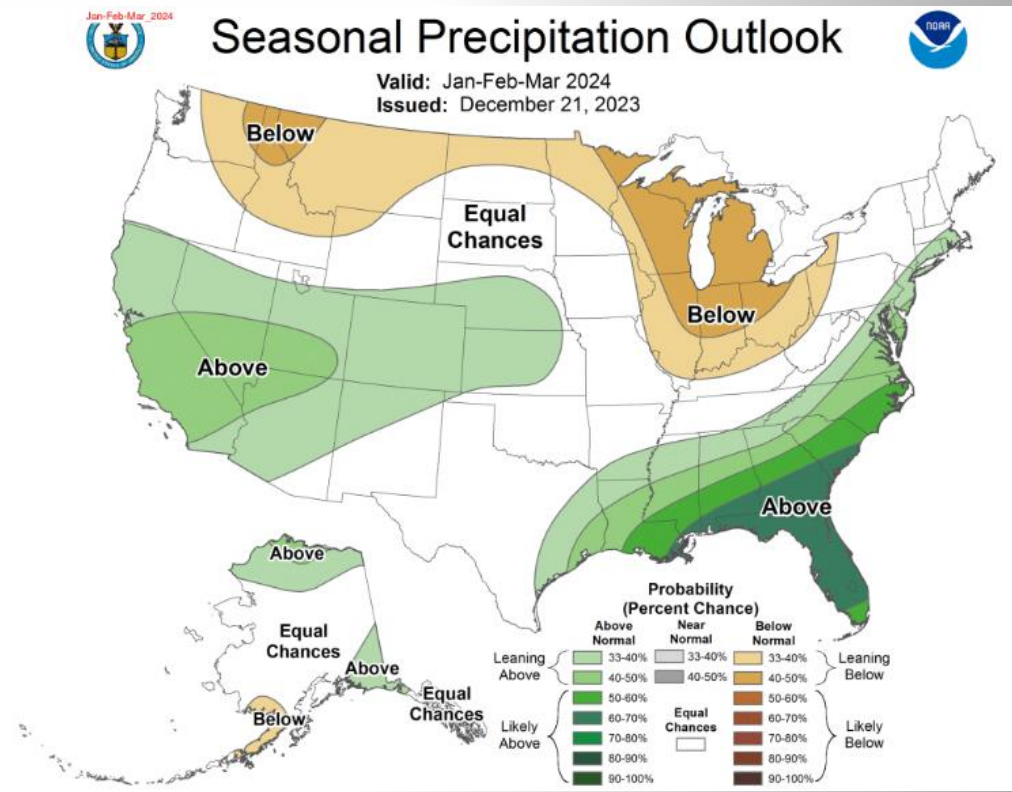 Jan-Feb-Mar_2024
Seasonal Precipitation Outlook
NOAA
Valid: Jan-Feb-Mar 2024
Issued: December 21, 2023
Below
Equal
Chances
Below
Above
Above
Above
Equal
Chances
Above
Below
Equal
Chances
Probability
(Percent Chance)
Above
Normal
Near
Normal
Below
Normal
Leaning
Above
33-40%
40-50%
33-40%
40-50%
33-40%
40-50%
Leaning
Below
Likely
Above
50-60%
60-70%
70-80%
80-90%
90-100%
Equal
Chances
50-60%
60-70%
70-80%
80-90%
90-100%
Likely
Below